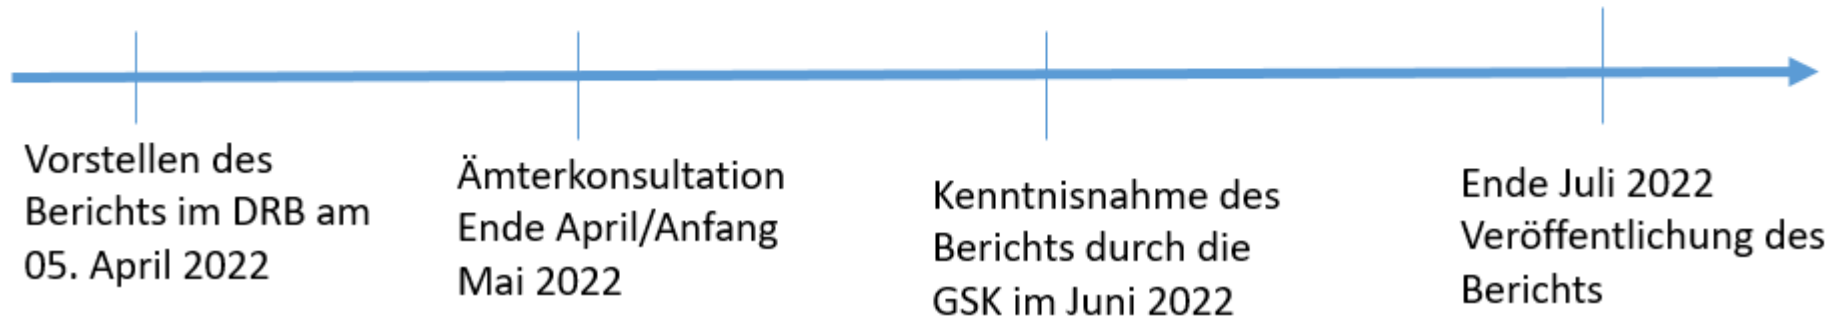 Vorstellen des
Berichts im DRB am
05. April 2022
Ämterkonsultation
Ende April/Anfang
Mai 2022
Kenntnisnahme des
Berichts durch die
GSK im Juni 2022
Ende Juli 2022
Veröffentlichung des
Berichts